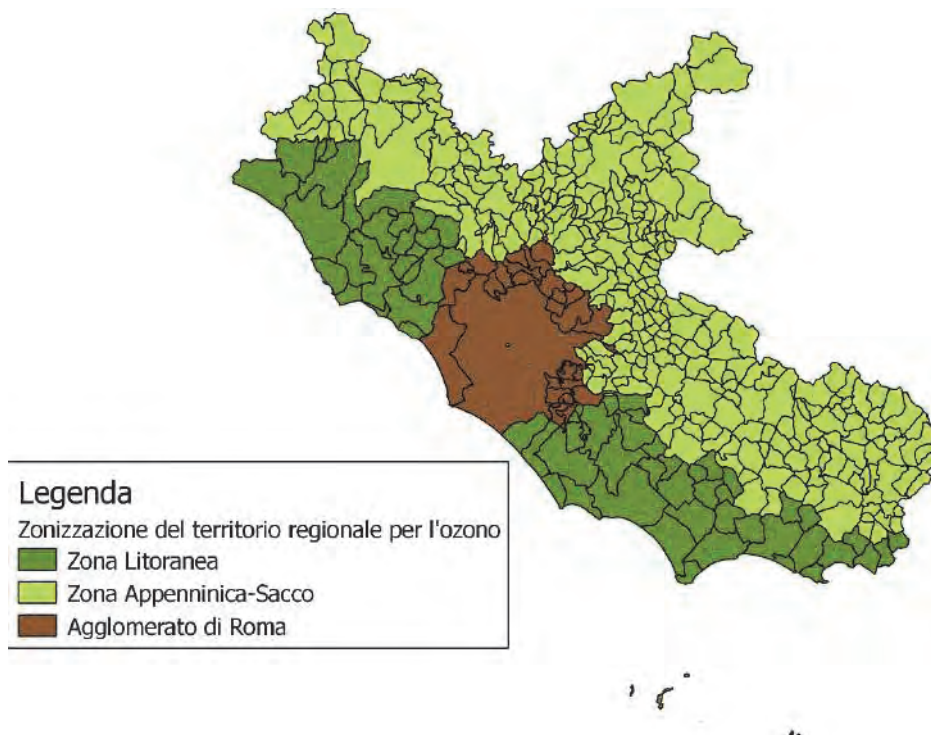 Legenda
Zonizzazione del territorio regionale per l'ozono
Zona Litoranea
Zona Appenninica-Sacco
Agglomerato di Roma